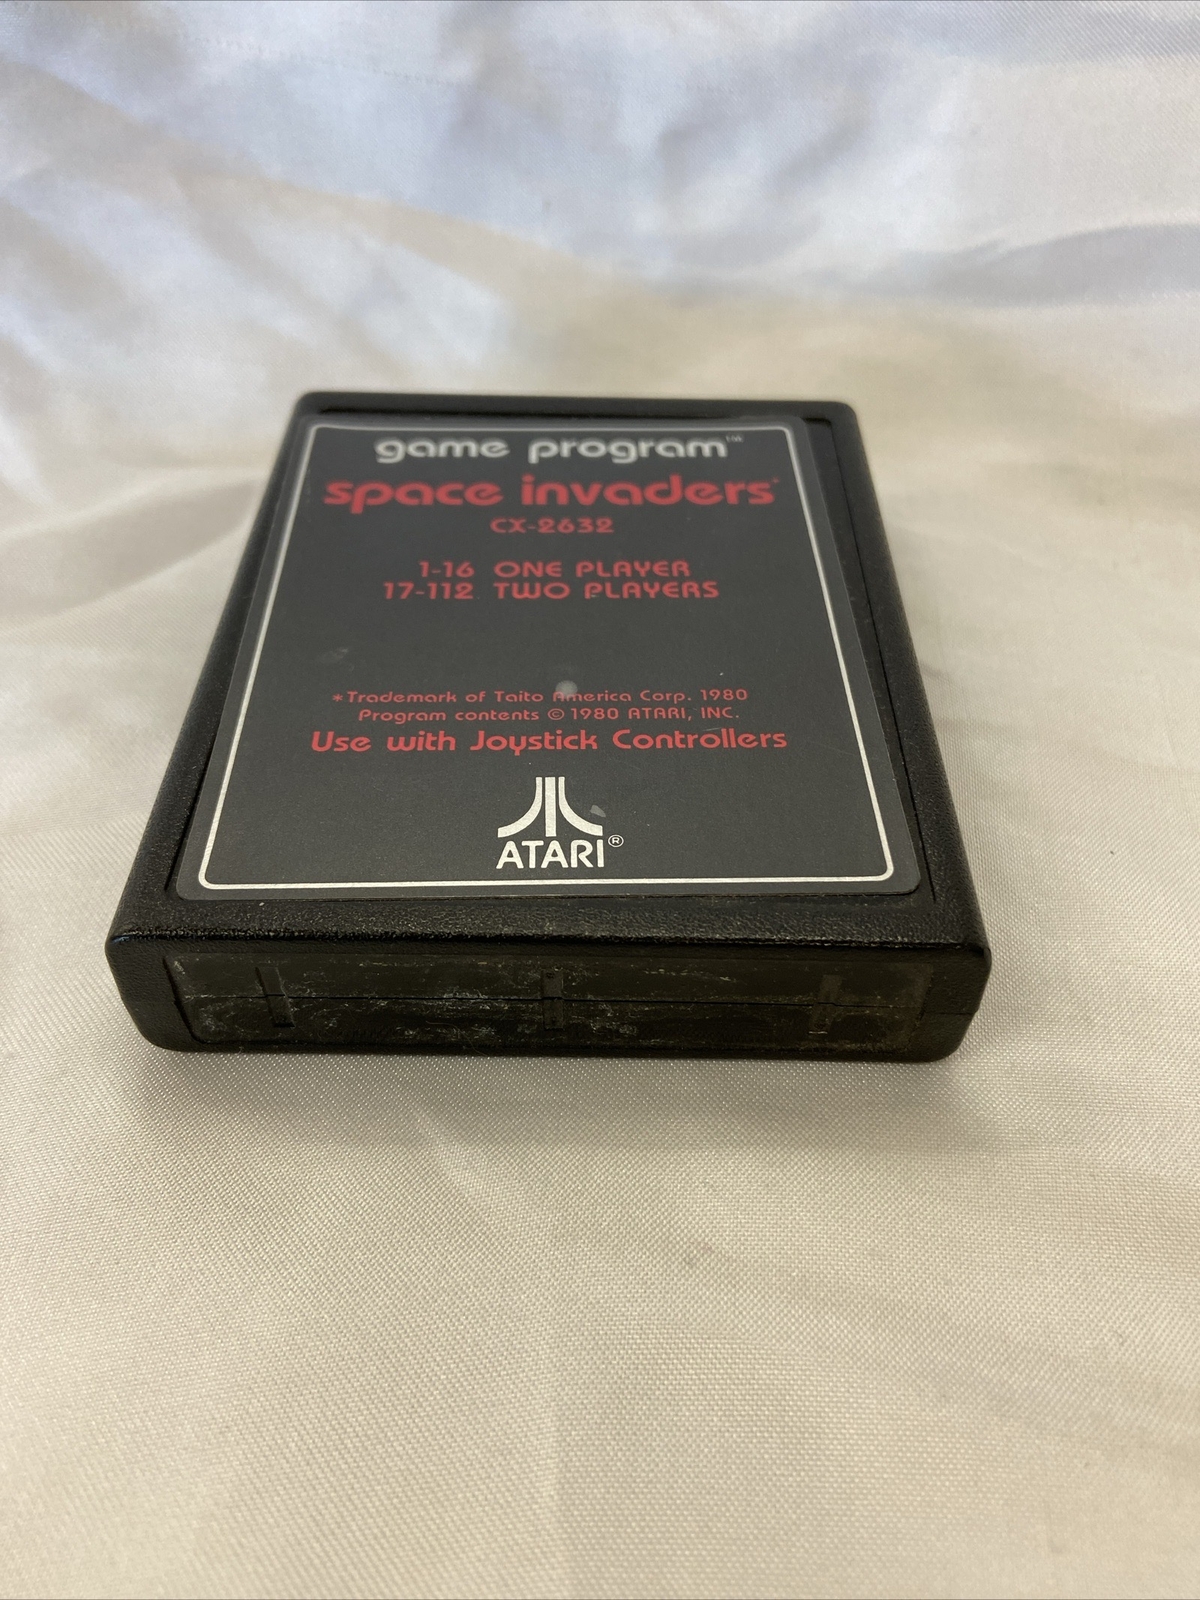 game program™
space invaders*
CX-2632
1-16 ONE PLAYER
17-112 TWO PLAYERS
*Trademark of Taito America Corp. 1980
Program contents © 1980 ATARI, INC.
Use with Joystick Controllers
ATARI®